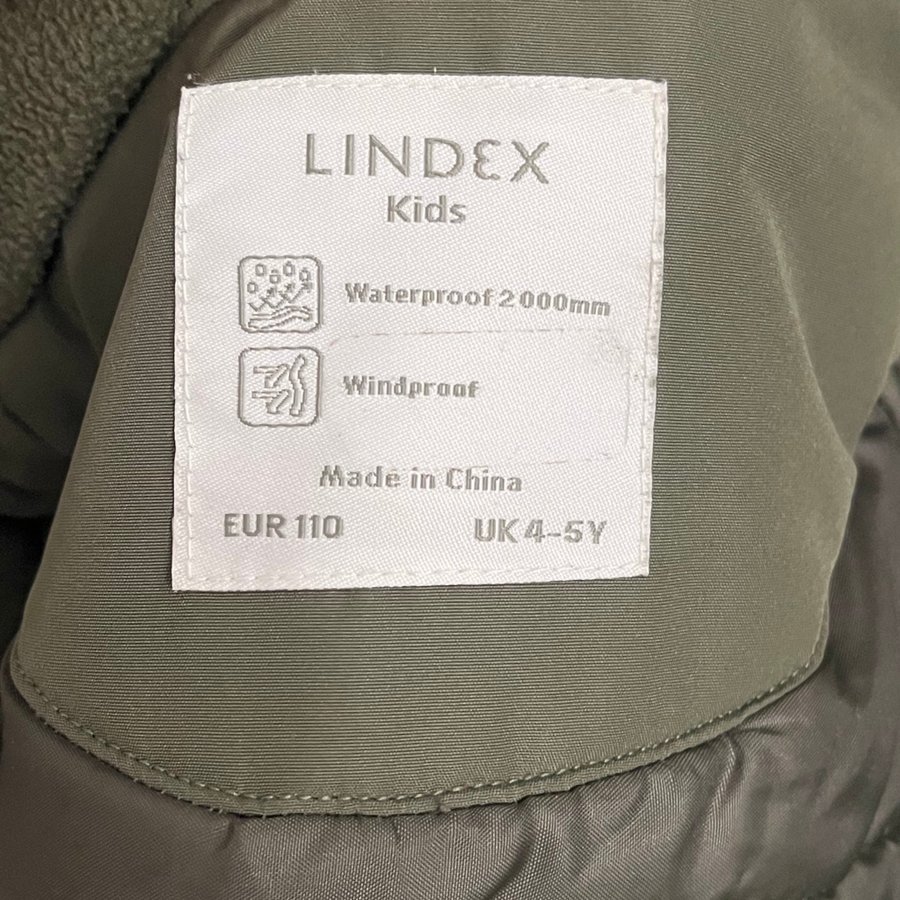 LINDEX
Kids
Waterproof 2000mm
Windproof
Made in China
EUR 110 UK 4-5Y